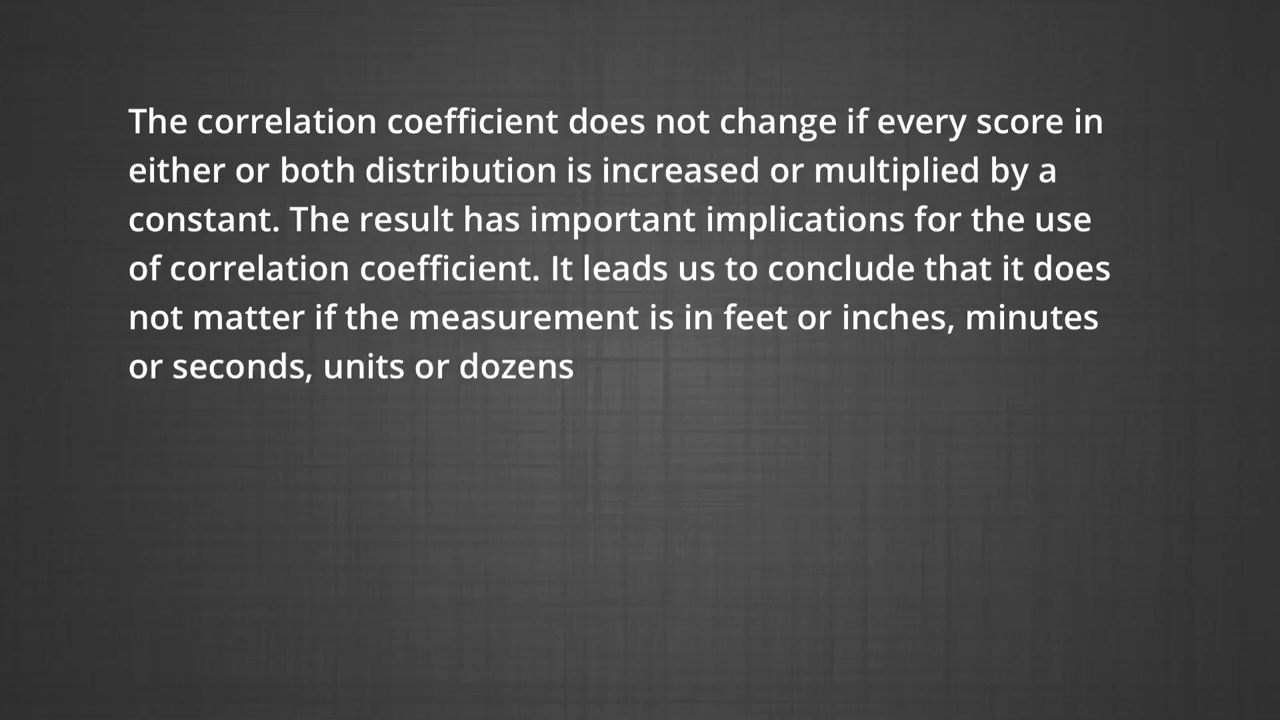 The correlation coefficient does not change if every score in
either or both distribution is increased or multiplied by a
constant. The result has important implications for the use
of correlation coefficient. It leads us to conclude that it does
not matter if the measurement is in feet or inches, minutes
or seconds, units or dozens